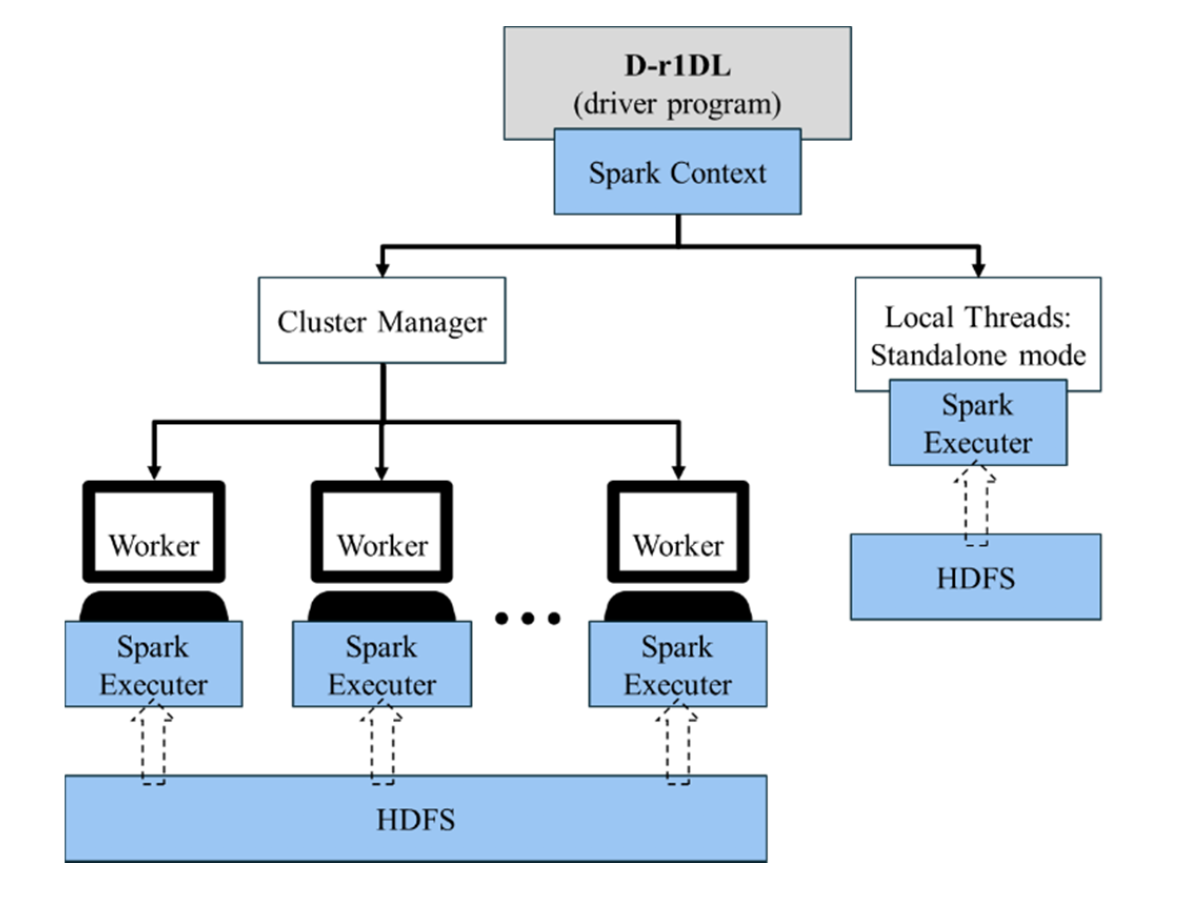 D-r1DL
(driver program)
Spark Context
Cluster Manager
Local Threads:
Standalone mode
Spark
Executer
HDFS
Worker
Worker
Worker
Spark
Executer
Spark
Executer
Spark
Executer
HDFS